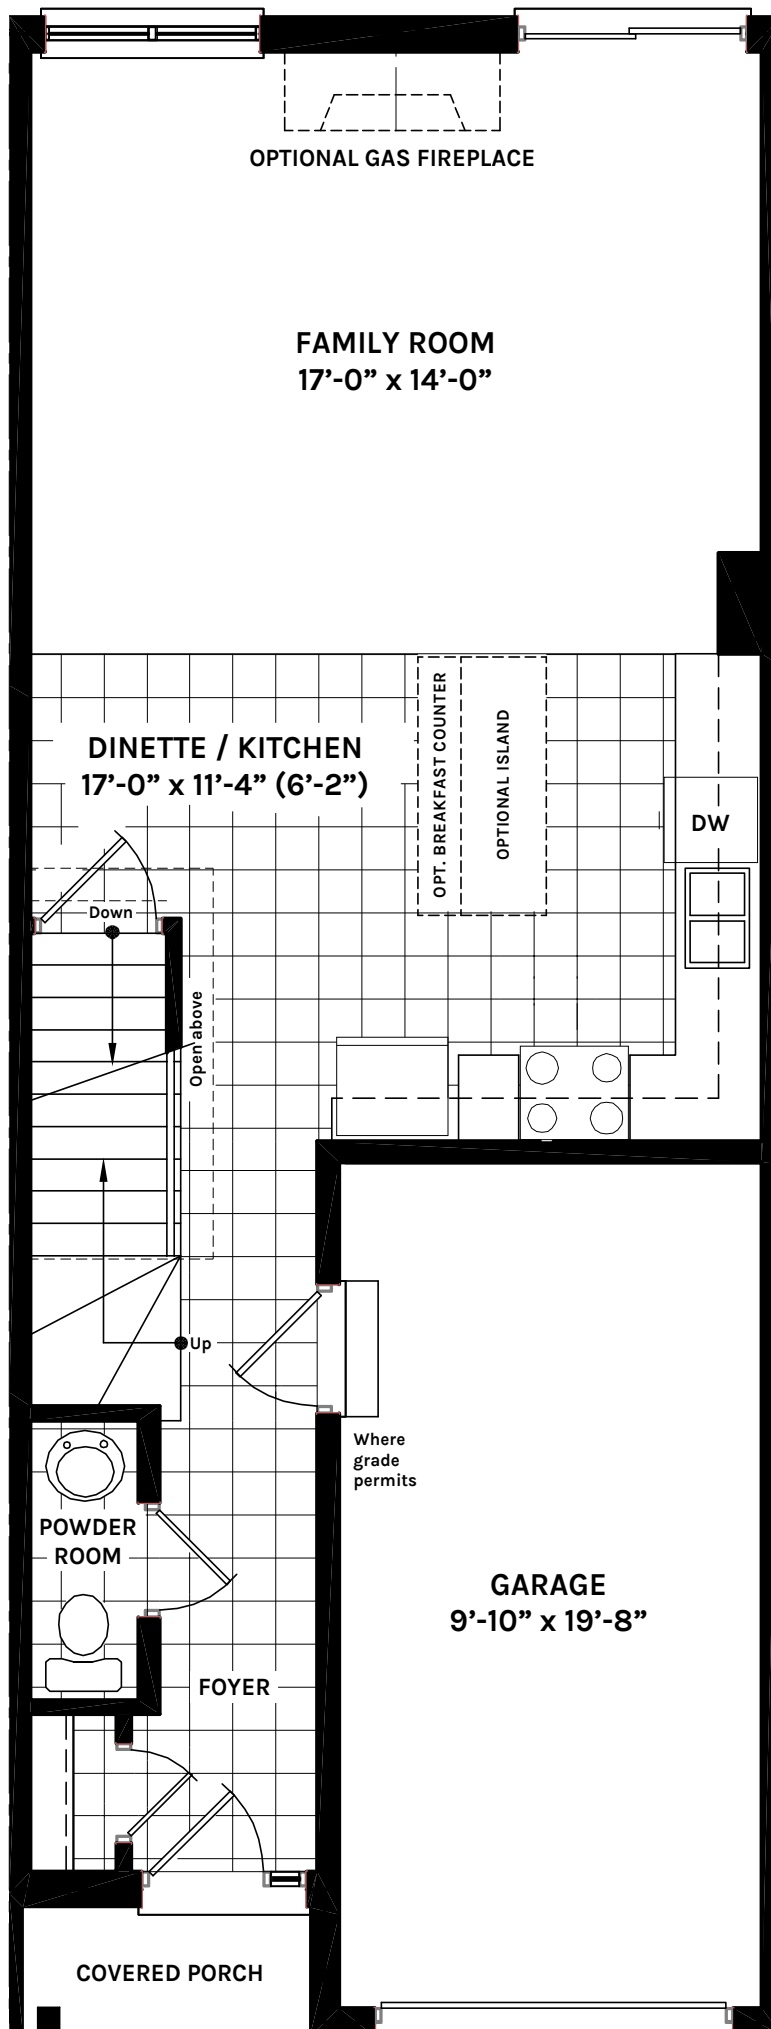 OPTIONAL GAS FIREPLACE
FAMILY ROOM
17’-0” x 14’-0”
DINETTE / KITCHEN
17’-0” x 11’-4” (6’-2”)
OPT. BREAKFAST COUNTER
OPTIONAL ISLAND
DW
Down
Open above
Up
Where
grade
permits
POWDER
ROOM
GARAGE
9’-10” x 19’-8”
FOYER
COVERED PORCH